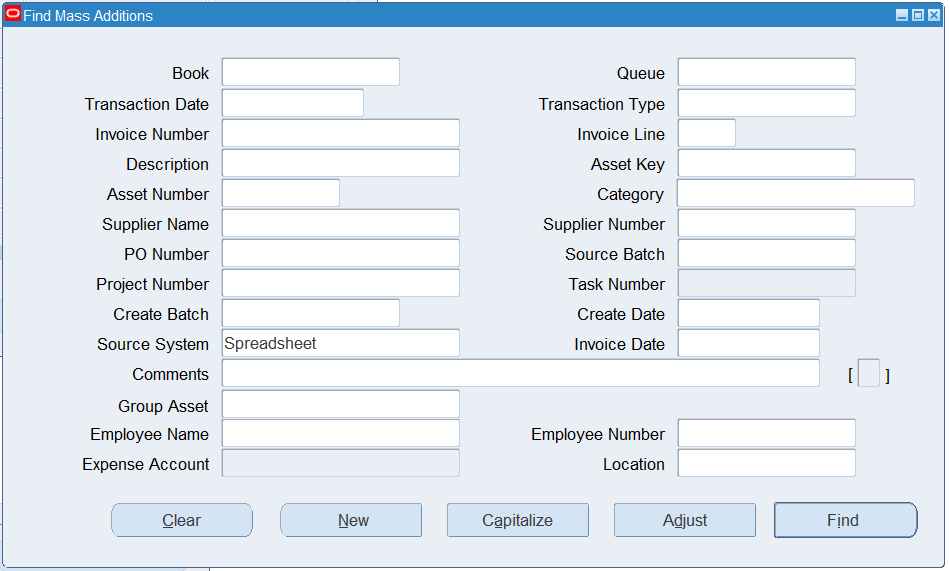 Find Mass Additions
Book Queue
Transaction Date Transaction Type
Invoice Number Invoice Line
Description Asset Key
Asset Number Category
Supplier Name Supplier Number
PO Number Source Batch
Project Number Task Number
Create Batch Create Date
Source System Spreadsheet Invoice Date
Comments [ ]
Group Asset
Employee Name Employee Number
Expense Account Location
Clear New Capitalize Adjust Find